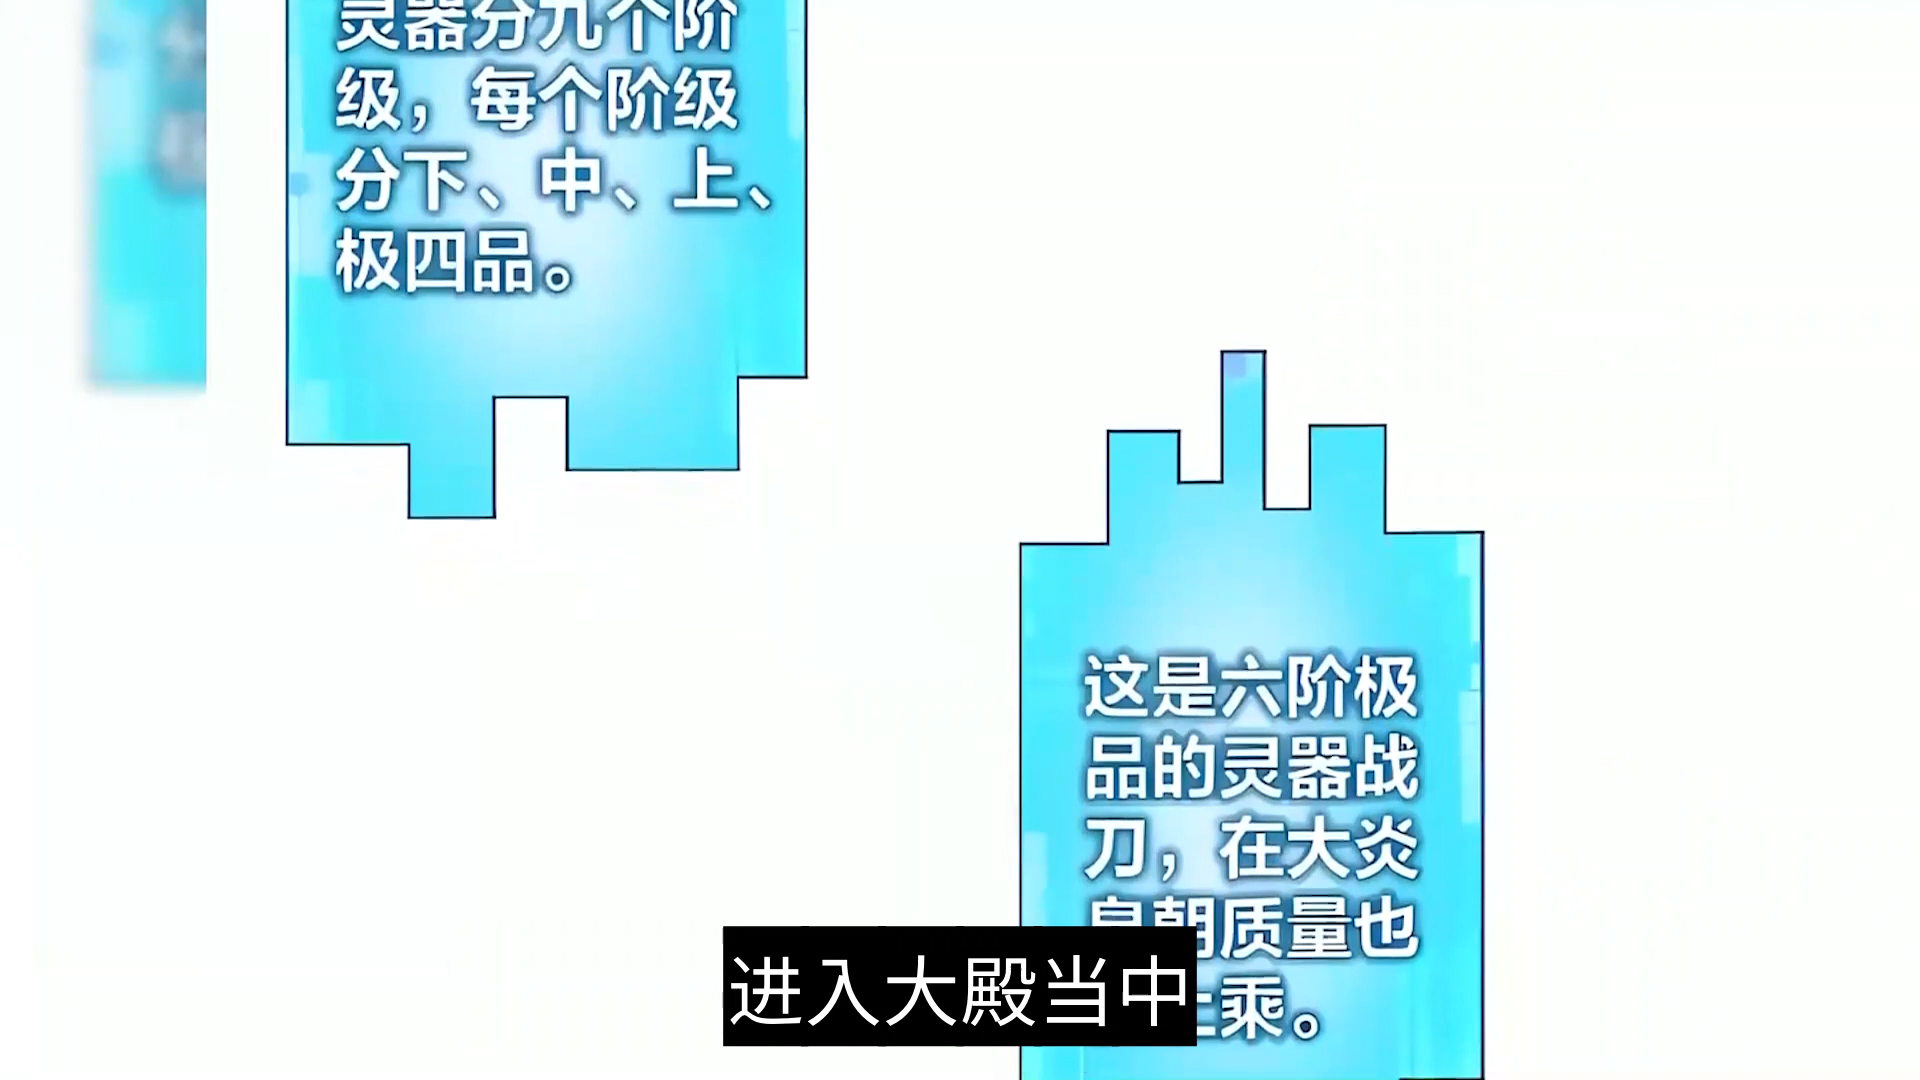 灵器分九个阶
级，每个阶级
分下、中、上、
极四品。
这是六阶极
品的灵器战
刀，在大炎
皇朝质量也
上乘。
进入大殿当中